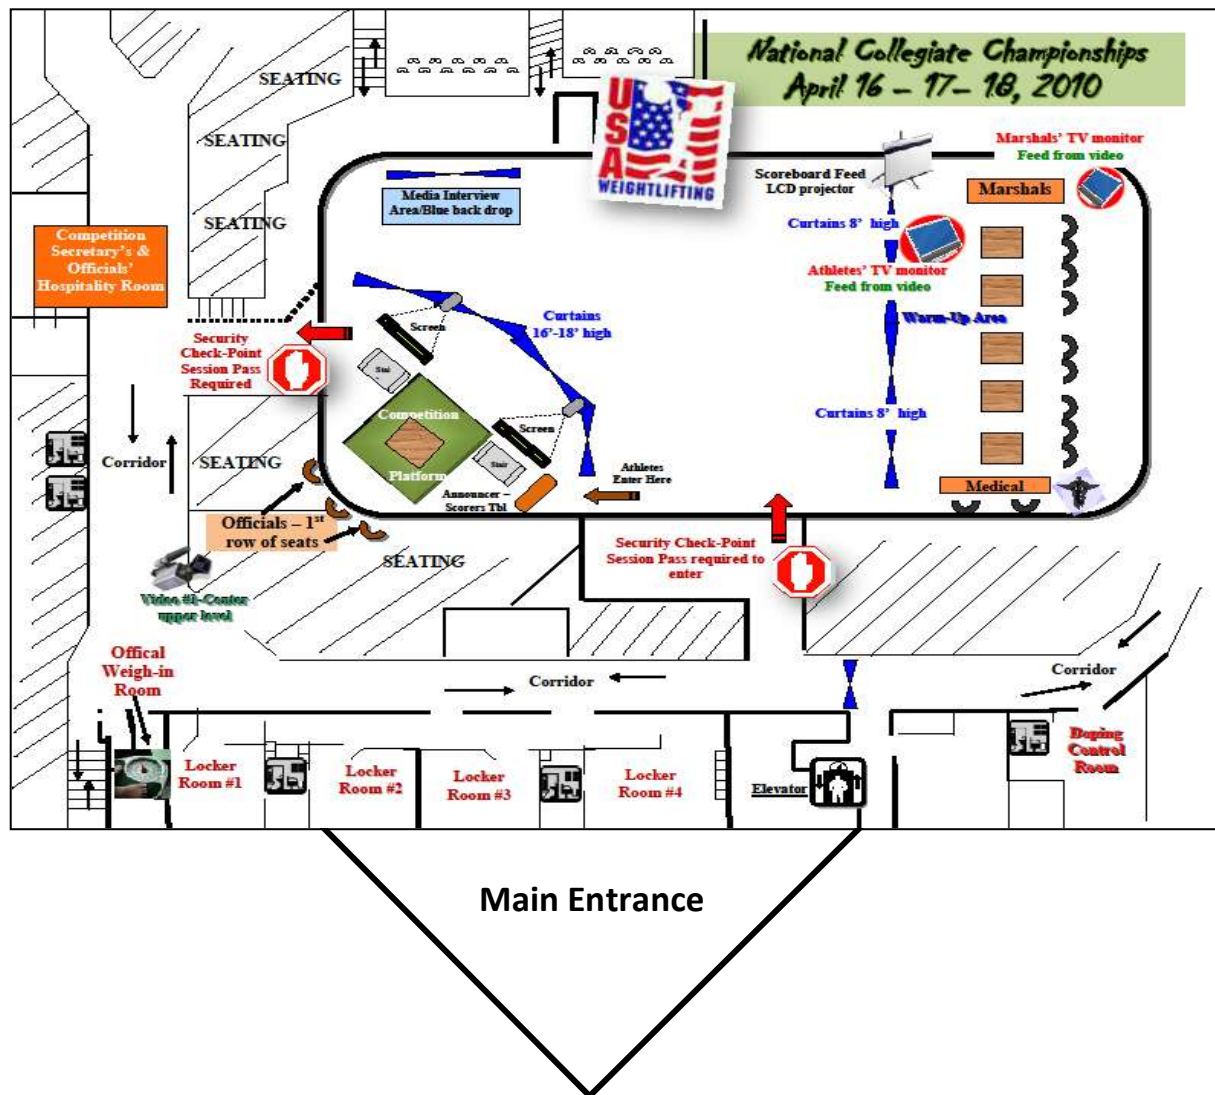 National Collegiate Championships
April 16 – 17– 18, 2010
SEATING
SEATING
SEATING
USA
WEIGHTLIFTING
Marshals' TV monitor
Feed from video
Scoreboard Feed
LCD projector
Marshals
Media Interview
Area/Blue back drop
Curtains 8' high
Competition
Secretary's &
Officials'
Hospitality Room
Athletes' TV monitor
Feed from video
Curtains
16'-18' high
Screen
Warm-Up Area
Security
Check-Point
Session Pass
Required
Stai
Competition
Curtains 8' high
Screen
Corridor
SEATING
Stair
Platform
Athletes
Enter Here
Announcer –
Scorers Tbl
Medical
Officials – 1st
row of seats
SEATING
Security Check-Point
Session Pass required to
enter
Video #1-Center
upper level
Offical
Weigh-in
Room
Corridor
Corridor
Locker
Room #1
Locker
Room #2
Locker
Room #3
Locker
Room #4
Elevator
Doping
Control
Room
Main Entrance